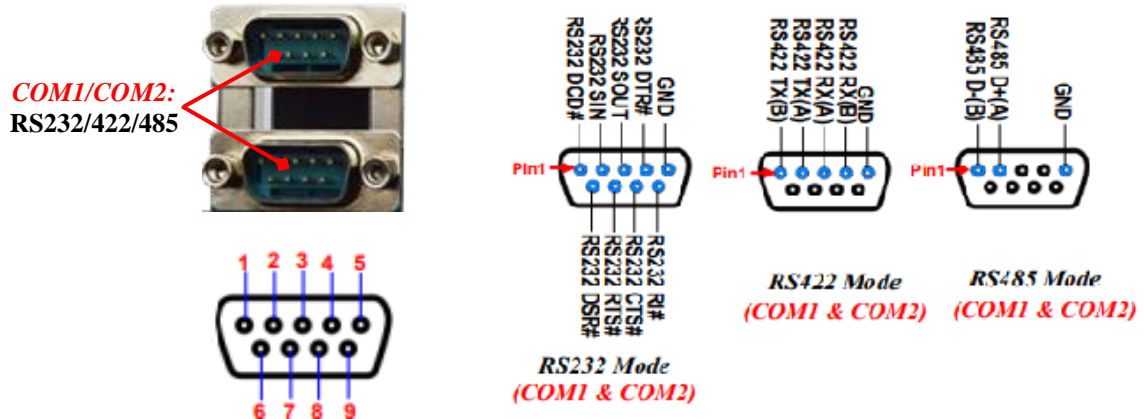 COM1/COM2:
RS232/422/485
1 2 3 4 5
6 7 8 9
RS232 DCD#
RS232 SIN
RS232 SOUT
RS232 DTR#
GND
Pin1
RS232 DSR#
RS232 RTS#
RS232 CTS#
RS232 RI#
RS232 Mode
(COM1 & COM2)
RS422 TX(B)
RS422 TX(A)
RS422 RX(A)
RS422 RX(B)
GND
Pin1
RS422 Mode
(COM1 & COM2)
RS485 D-(B)
RS485 D+(A)
GND
Pin1
RS485 Mode
(COM1 & COM2)